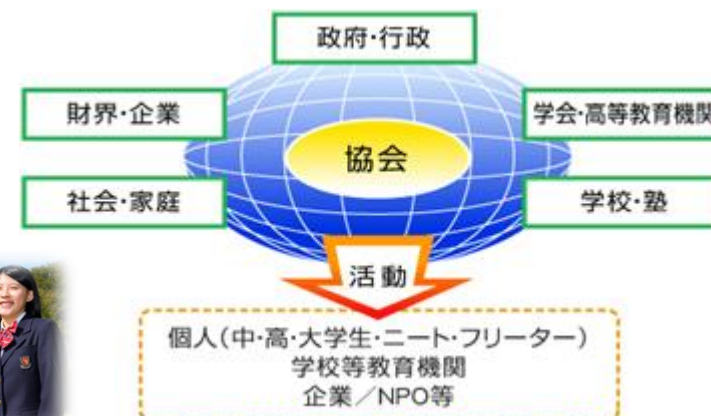 政府・行政
財界・企業
学会・高等教育機関
協会
社会・家庭
学校・塾
活動
個人(中・高・大学生・ニート・フリーター)
学校等教育機関
企業／NPO等